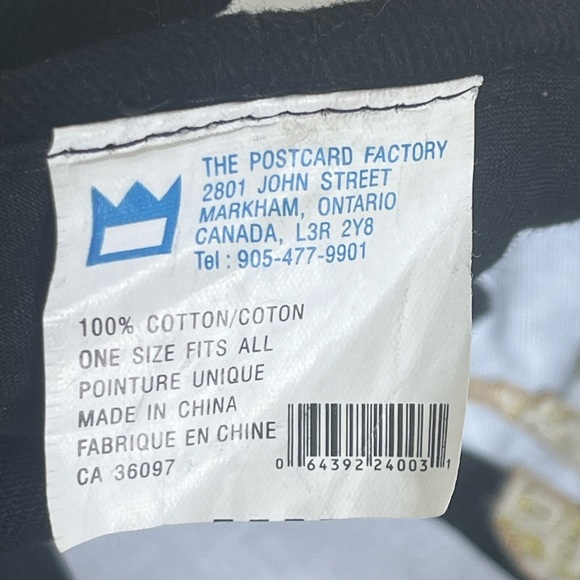 THE POSTCARD FACTORY
2801 JOHN STREET
MARKHAM, ONTARIO
CANADA, L3R 2Y8
Tel : 905-477-9901
100% COTTON/COTON
ONE SIZE FITS ALL
POINTURE UNIQUE
MADE IN CHINA
FABRIQUE EN CHINE
CA 36097
0 64392 24003 1